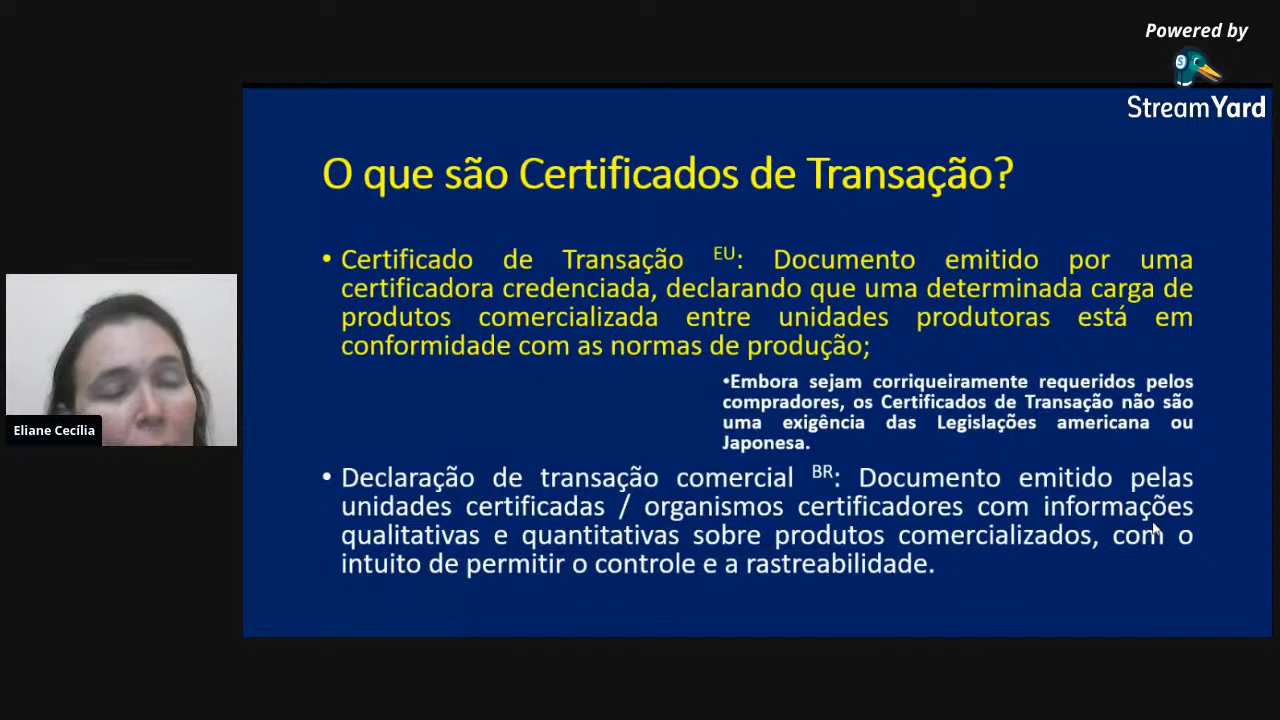 Powered by
StreamYard
O que são Certificados de Transação?
• Certificado de Transação EU: Documento emitido por uma
certificadora credenciada, declarando que uma determinada carga de
produtos comercializada entre unidades produtoras está em
conformidade com as normas de produção;
•Embora sejam corriqueiramente requeridos pelos
compradores, os Certificados de Transação não são
uma exigência das Legislações americana ou
Japonesa.
• Declaração de transação comercial BR: Documento emitido pelas
unidades certificadas / organismos certificadores com informações
qualitativas e quantitativas sobre produtos comercializados, com o
intuito de permitir o controle e a rastreabilidade.
Eliane Cecília